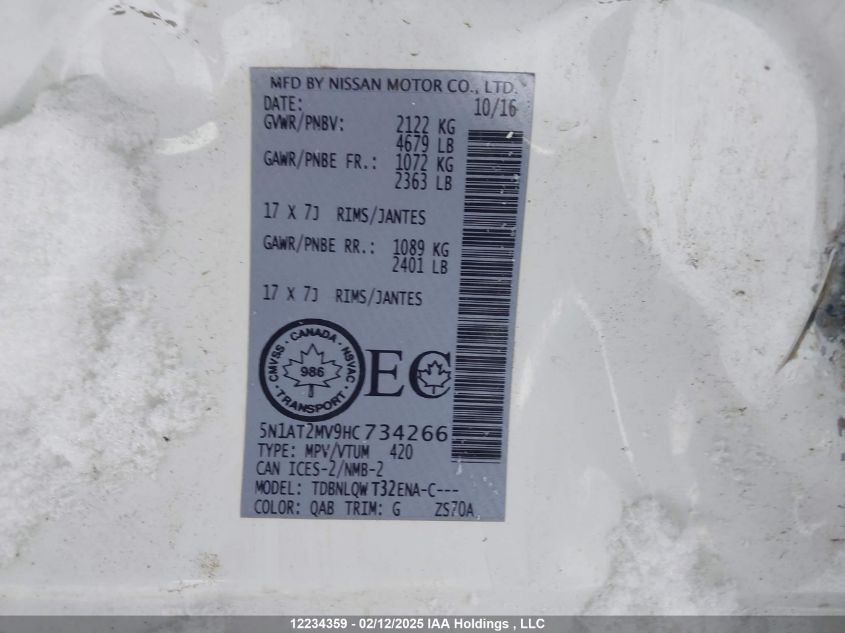 MFD BY NISSAN MOTOR CO., LTD.
DATE: 10/16
GVWR/PNBV: 2122 KG
4679 LB
GAWR/PNBE FR.: 1072 KG
2363 LB
17 X 7J RIMS/JANTES
GAWR/PNBE RR.: 1089 KG
2401 LB
17 X 7J RIMS/JANTES
CMVSS · CANADA · NSVAC · TRANSPORT ·
986
EC
5N1AT2MV9HC734266
TYPE: MPV/VTUM 420
CAN ICES-2/NMB-2
MODEL: TDBNLQW T32ENA-C---
COLOR: QAB TRIM: G ZS70A
12234359 - 02/12/2025 IAA Holdings , LLC